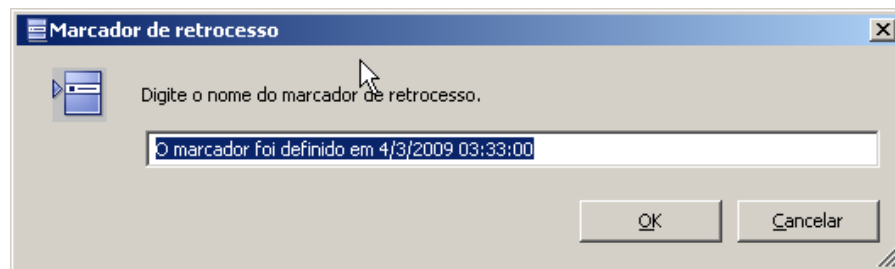 Marcador de retrocesso
Digite o nome do marcador de retrocesso.
O marcador foi definido em 4/3/2009 03:33:00
OK
Cancelar